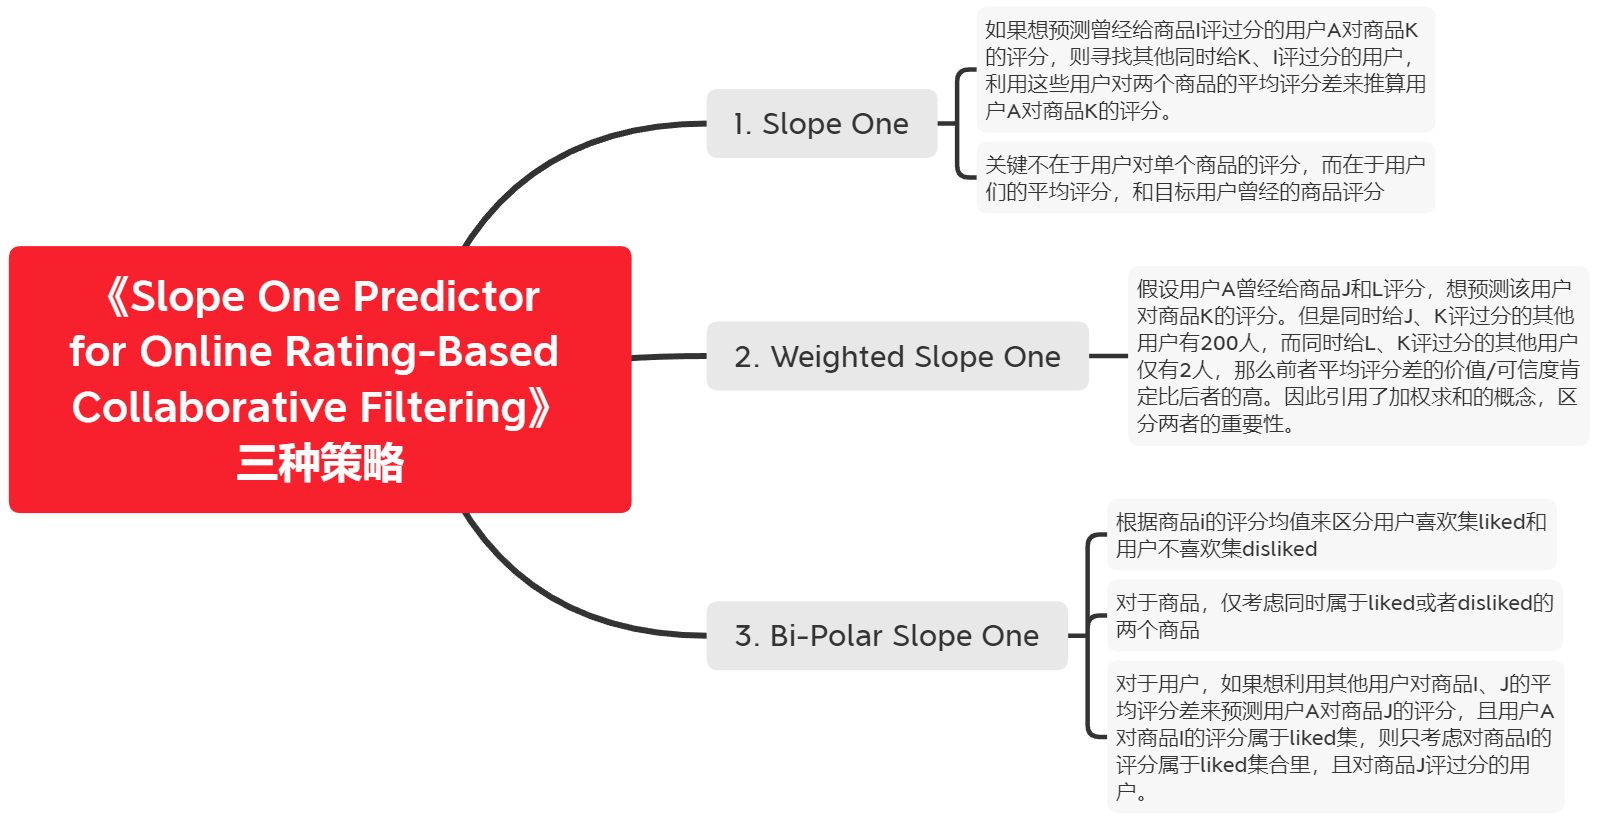 《Slope One Predictor
for Online Rating-Based
Collaborative Filtering》
三种策略
1. Slope One
如果想预测曾经给商品I评过分的用户A对商品K
的评分，则寻找其他同时给K、I评过分的用户，
利用这些用户对两个商品的平均评分差来推算用
户A对商品K的评分。
关键不在于用户对单个商品的评分，而在于用户
们的平均评分，和目标用户曾经的商品评分
2. Weighted Slope One
假设用户A曾经给商品J和L评分，想预测该用户
对商品K的评分。但是同时给J、K评过分的其他
用户有200人，而同时给L、K评过分的其他用户
仅有2人，那么前者平均评分差的价值/可信度肯
定比后者的高。因此引用了加权求和的概念，区
分两者的重要性。
3. Bi-Polar Slope One
根据商品i的评分均值来区分用户喜欢集liked和
用户不喜欢集disliked
对于商品，仅考虑同时属于liked或者disliked的
两个商品
对于用户，如果想利用其他用户对商品I、J的平
均评分差来预测用户A对商品J的评分，且用户A
对商品I的评分属于liked集，则只考虑对商品I的
评分属于liked集合里，且对商品J评过分的用
户。